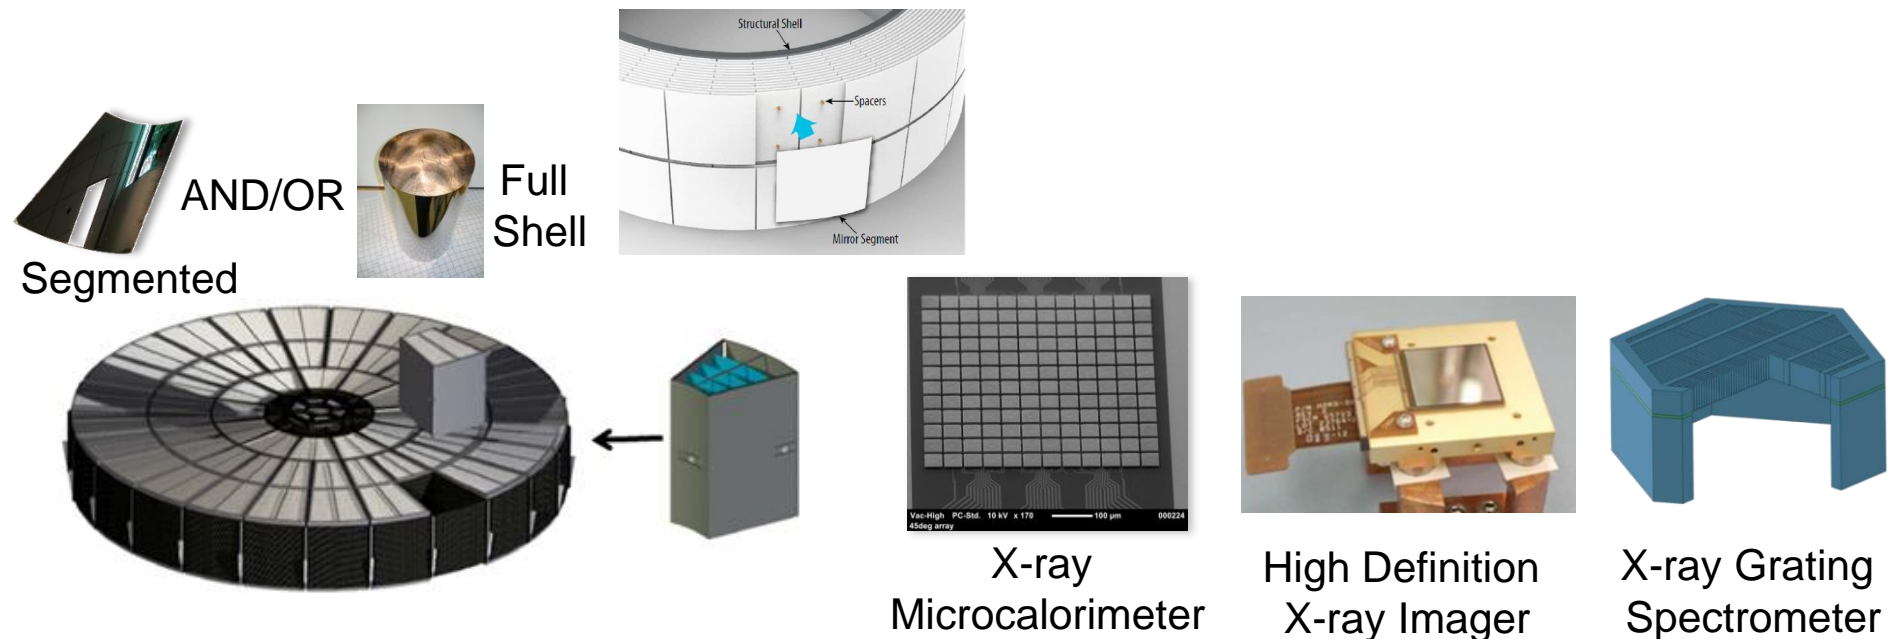 Structural Shell
Spacers
Mirror Segment
AND/OR
Full
Shell
Segmented
Vac-High PC-Std. 10 kV x 170 100 µm 000224
45deg array
X-ray
Microcalorimeter
High Definition
X-ray Imager
X-ray Grating
Spectrometer